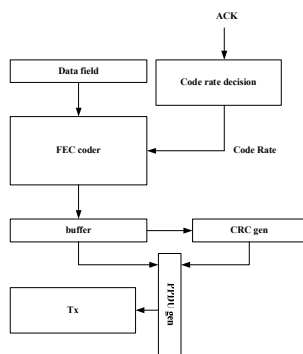 ACK
Data field
Code rate decision
FEC coder
Code Rate
buffer
CRC gen
PPDU gen
Tx